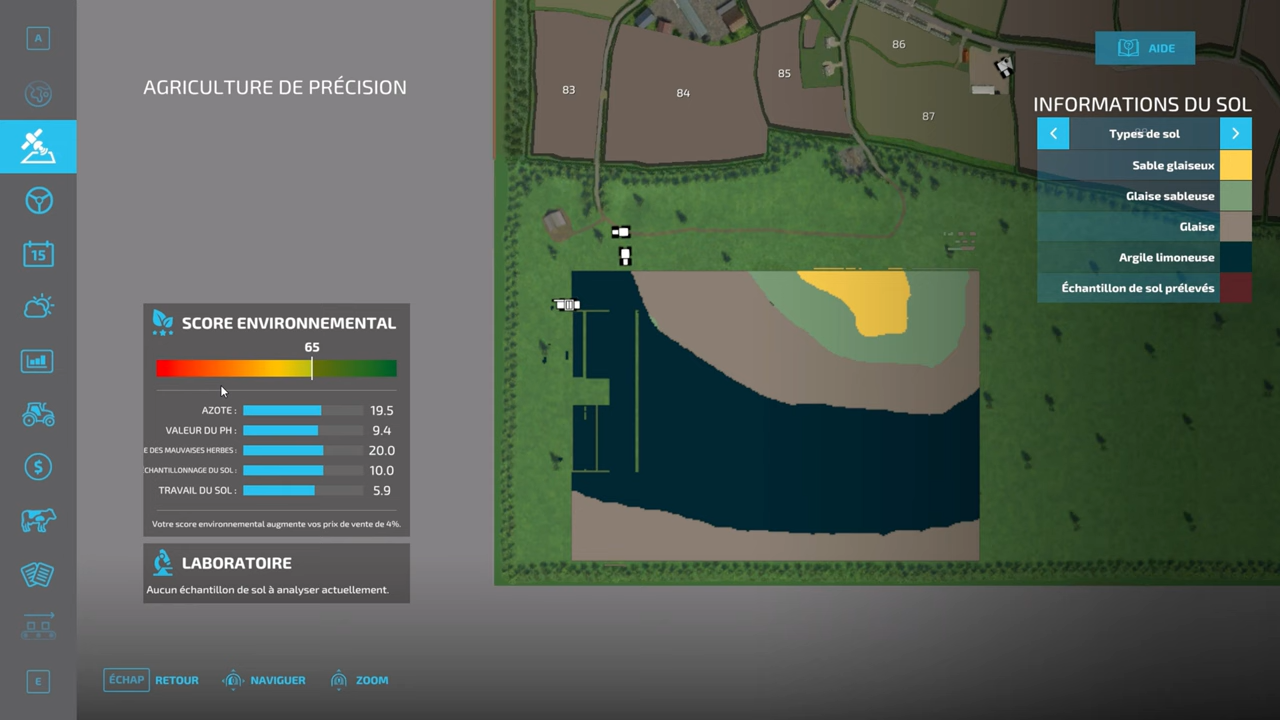 A
AGRICULTURE DE PRÉCISION
15
E
SCORE ENVIRONNEMENTAL
65
AZOTE : 19.5
VALEUR DU PH : 9.4
E DES MAUVAISES HERBES : 20.0
CHANTILLONNAGE DU SOL : 10.0
TRAVAIL DU SOL : 5.9
Votre score environnemental augmente vos prix de vente de 4%.
LABORATOIRE
Aucun échantillon de sol à analyser actuellement.
ÉCHAP RETOUR NAVIGUER ZOOM
83
84
85
86
87
AIDE
INFORMATIONS DU SOL
Types de sol
Sable glaiseux
Glaise sableuse
Glaise
Argile limoneuse
Échantillon de sol prélevés